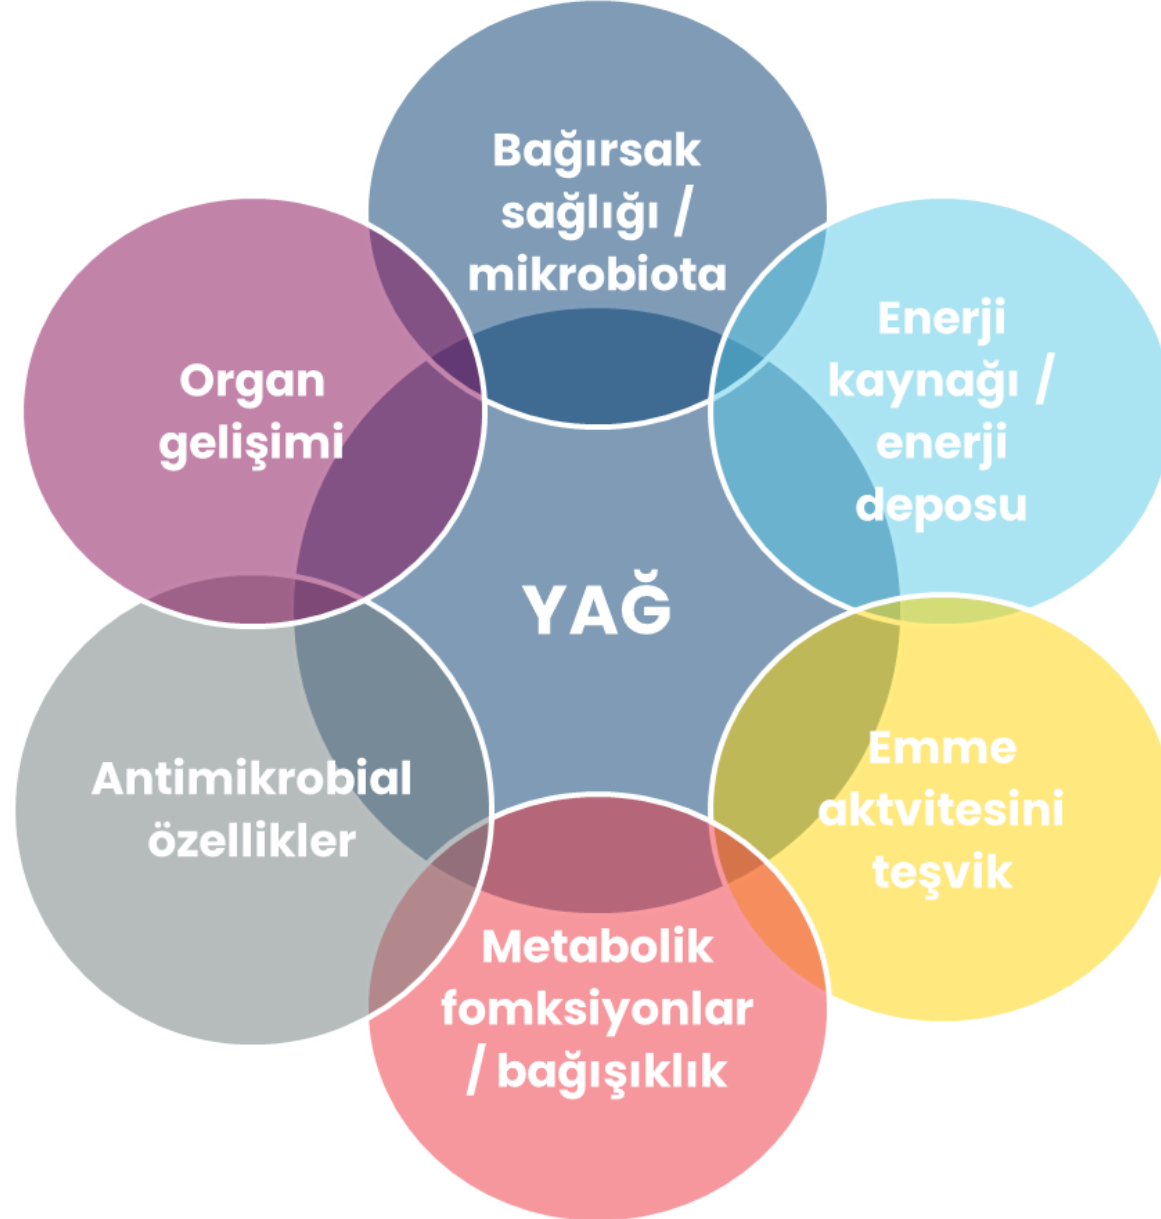 Bağırsak
sağlığı /
mikrobiota
Enerji
kaynağı /
enerji
deposu
Organ
gelişimi
YAĞ
Emme
aktvitesini
teşvik
Antimikrobial
özellikler
Metabolik
fomksiyonlar
/ bağışıklık